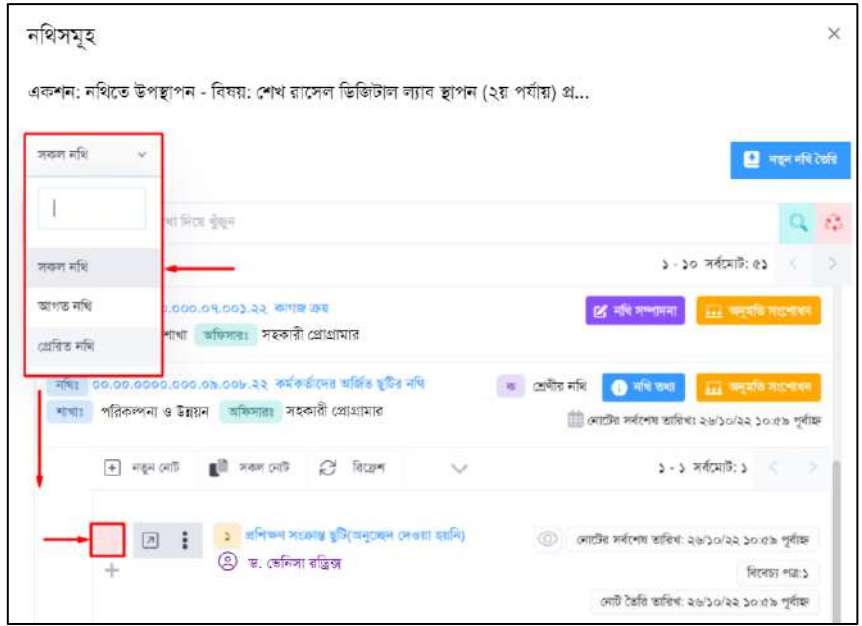 নথিসমূহ
একশন: নথিতে উপস্থাপন - বিষয়: শেখ রাসেল ডিজিটাল ল্যাব স্থাপন (২য় পর্যায়) প্র...
সকল নথি
নতুন নথি তৈরি
দিয়ে খুঁজুন
সকল নথি
১ - ১০ সর্বমোট: ৫১
আগত নথি
প্রেরিত নথি
.০০০.০৭.০০১.২২ কাগজ ক্রয়
নথি সম্পাদনা
অনুমতি সংশোধন
শাখা অফিসারঃ সহকারী প্রোগ্রামার
নথিঃ ০০.০০.০০০০.০০০.০৯.০০৮.২২ কর্মকর্তাদের অর্জিত ছুটির নথি
ক শ্রেণীর নথি
নথি তথ্য
অনুমতি সংশোধন
শাখাঃ পরিকল্পনা ও উন্নয়ন অফিসারঃ সহকারী প্রোগ্রামার
নোটের সর্বশেষ তারিখঃ ২৬/১০/২২ ১০:৫৯ পূর্বাহ্ন
নতুন নোট সকল নোট রিফ্রেশ
১ - ১ সর্বমোট: ১
১ প্রশিক্ষণ সংক্রান্ত ছুটি(অনুচ্ছেদ দেওয়া হয়নি)
নোটের সর্বশেষ তারিখ: ২৬/১০/২২ ১০:৫৯ পূর্বাহ্ন
ড. ভেনিসা রড্রিক্স
বিবেচ্য পত্র:১
নোট তৈরি তারিখ: ২৬/১০/২২ ১০:৫৯ পূর্বাহ্ন